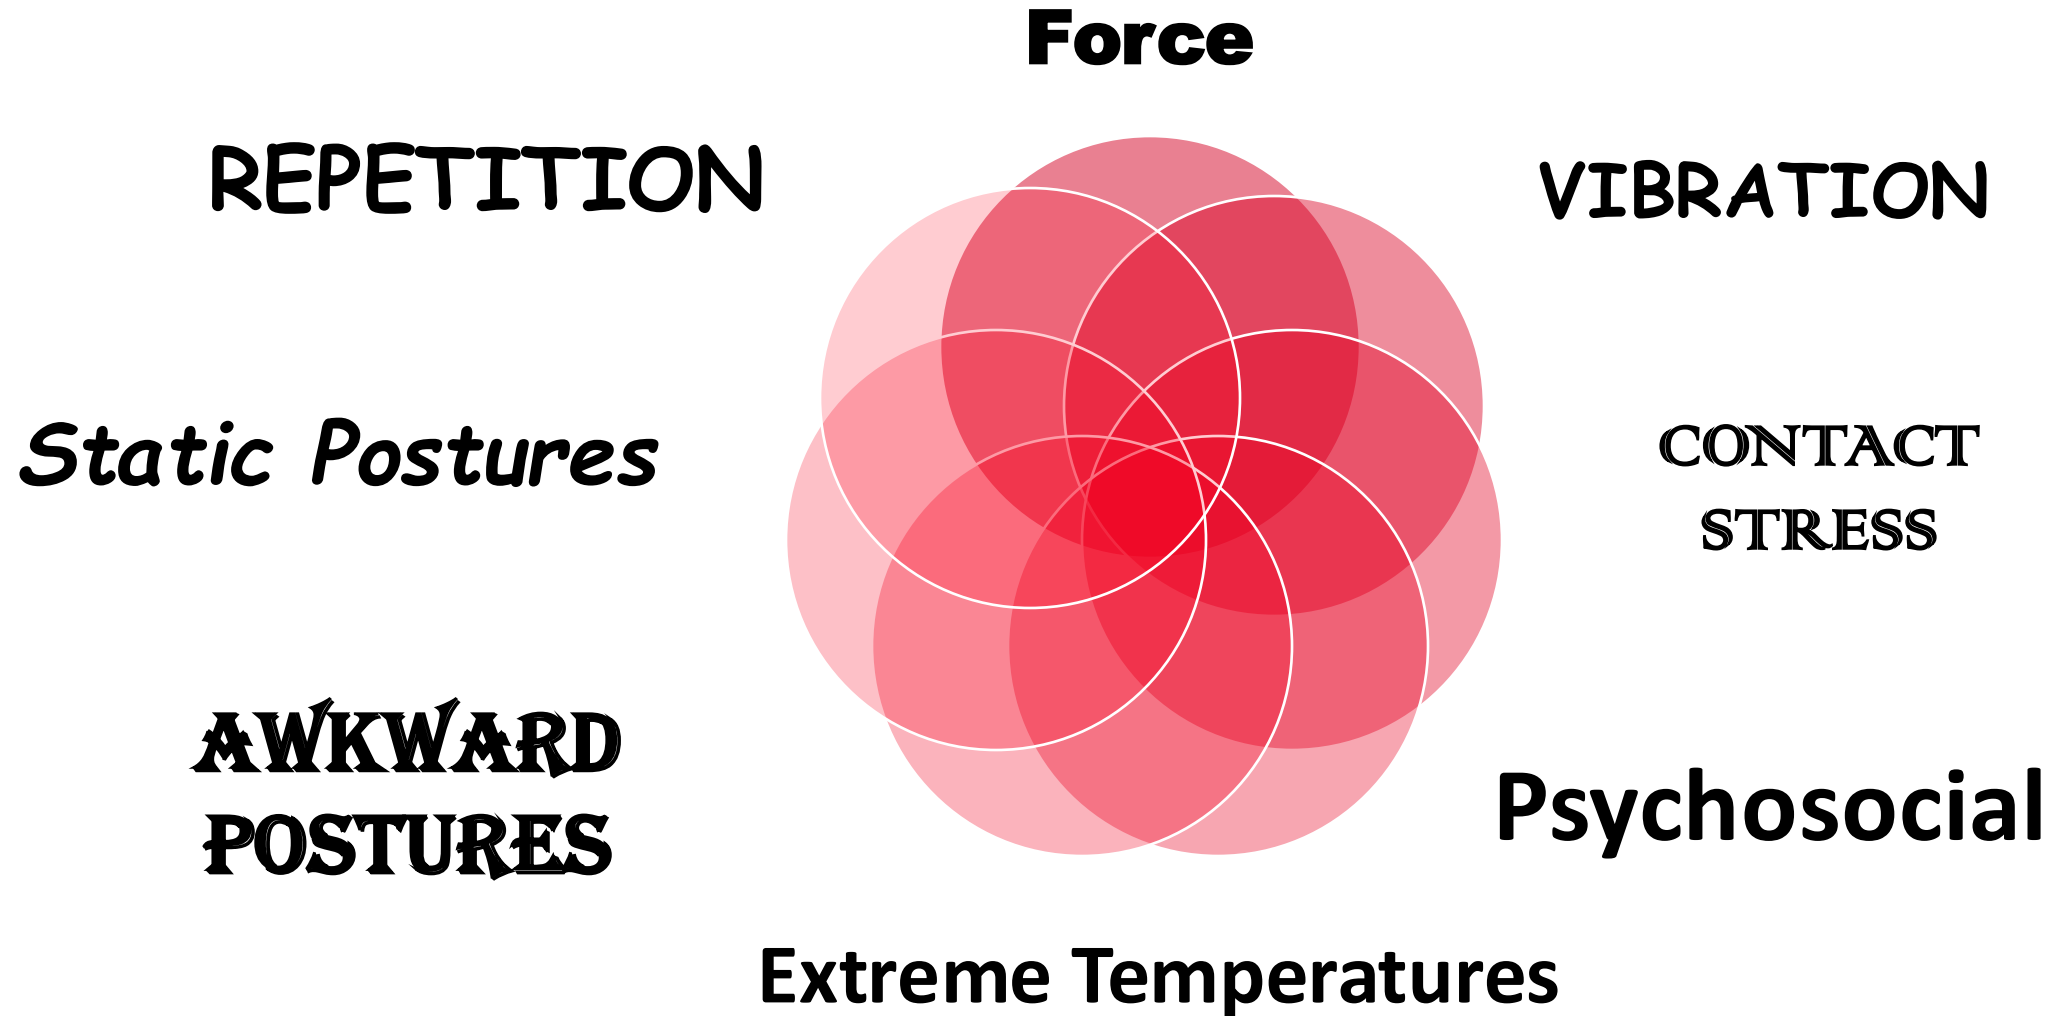 Force
REPETITION
VIBRATION
Static Postures
CONTACT
STRESS
AWKWARD
POSTURES
Psychosocial
Extreme Temperatures